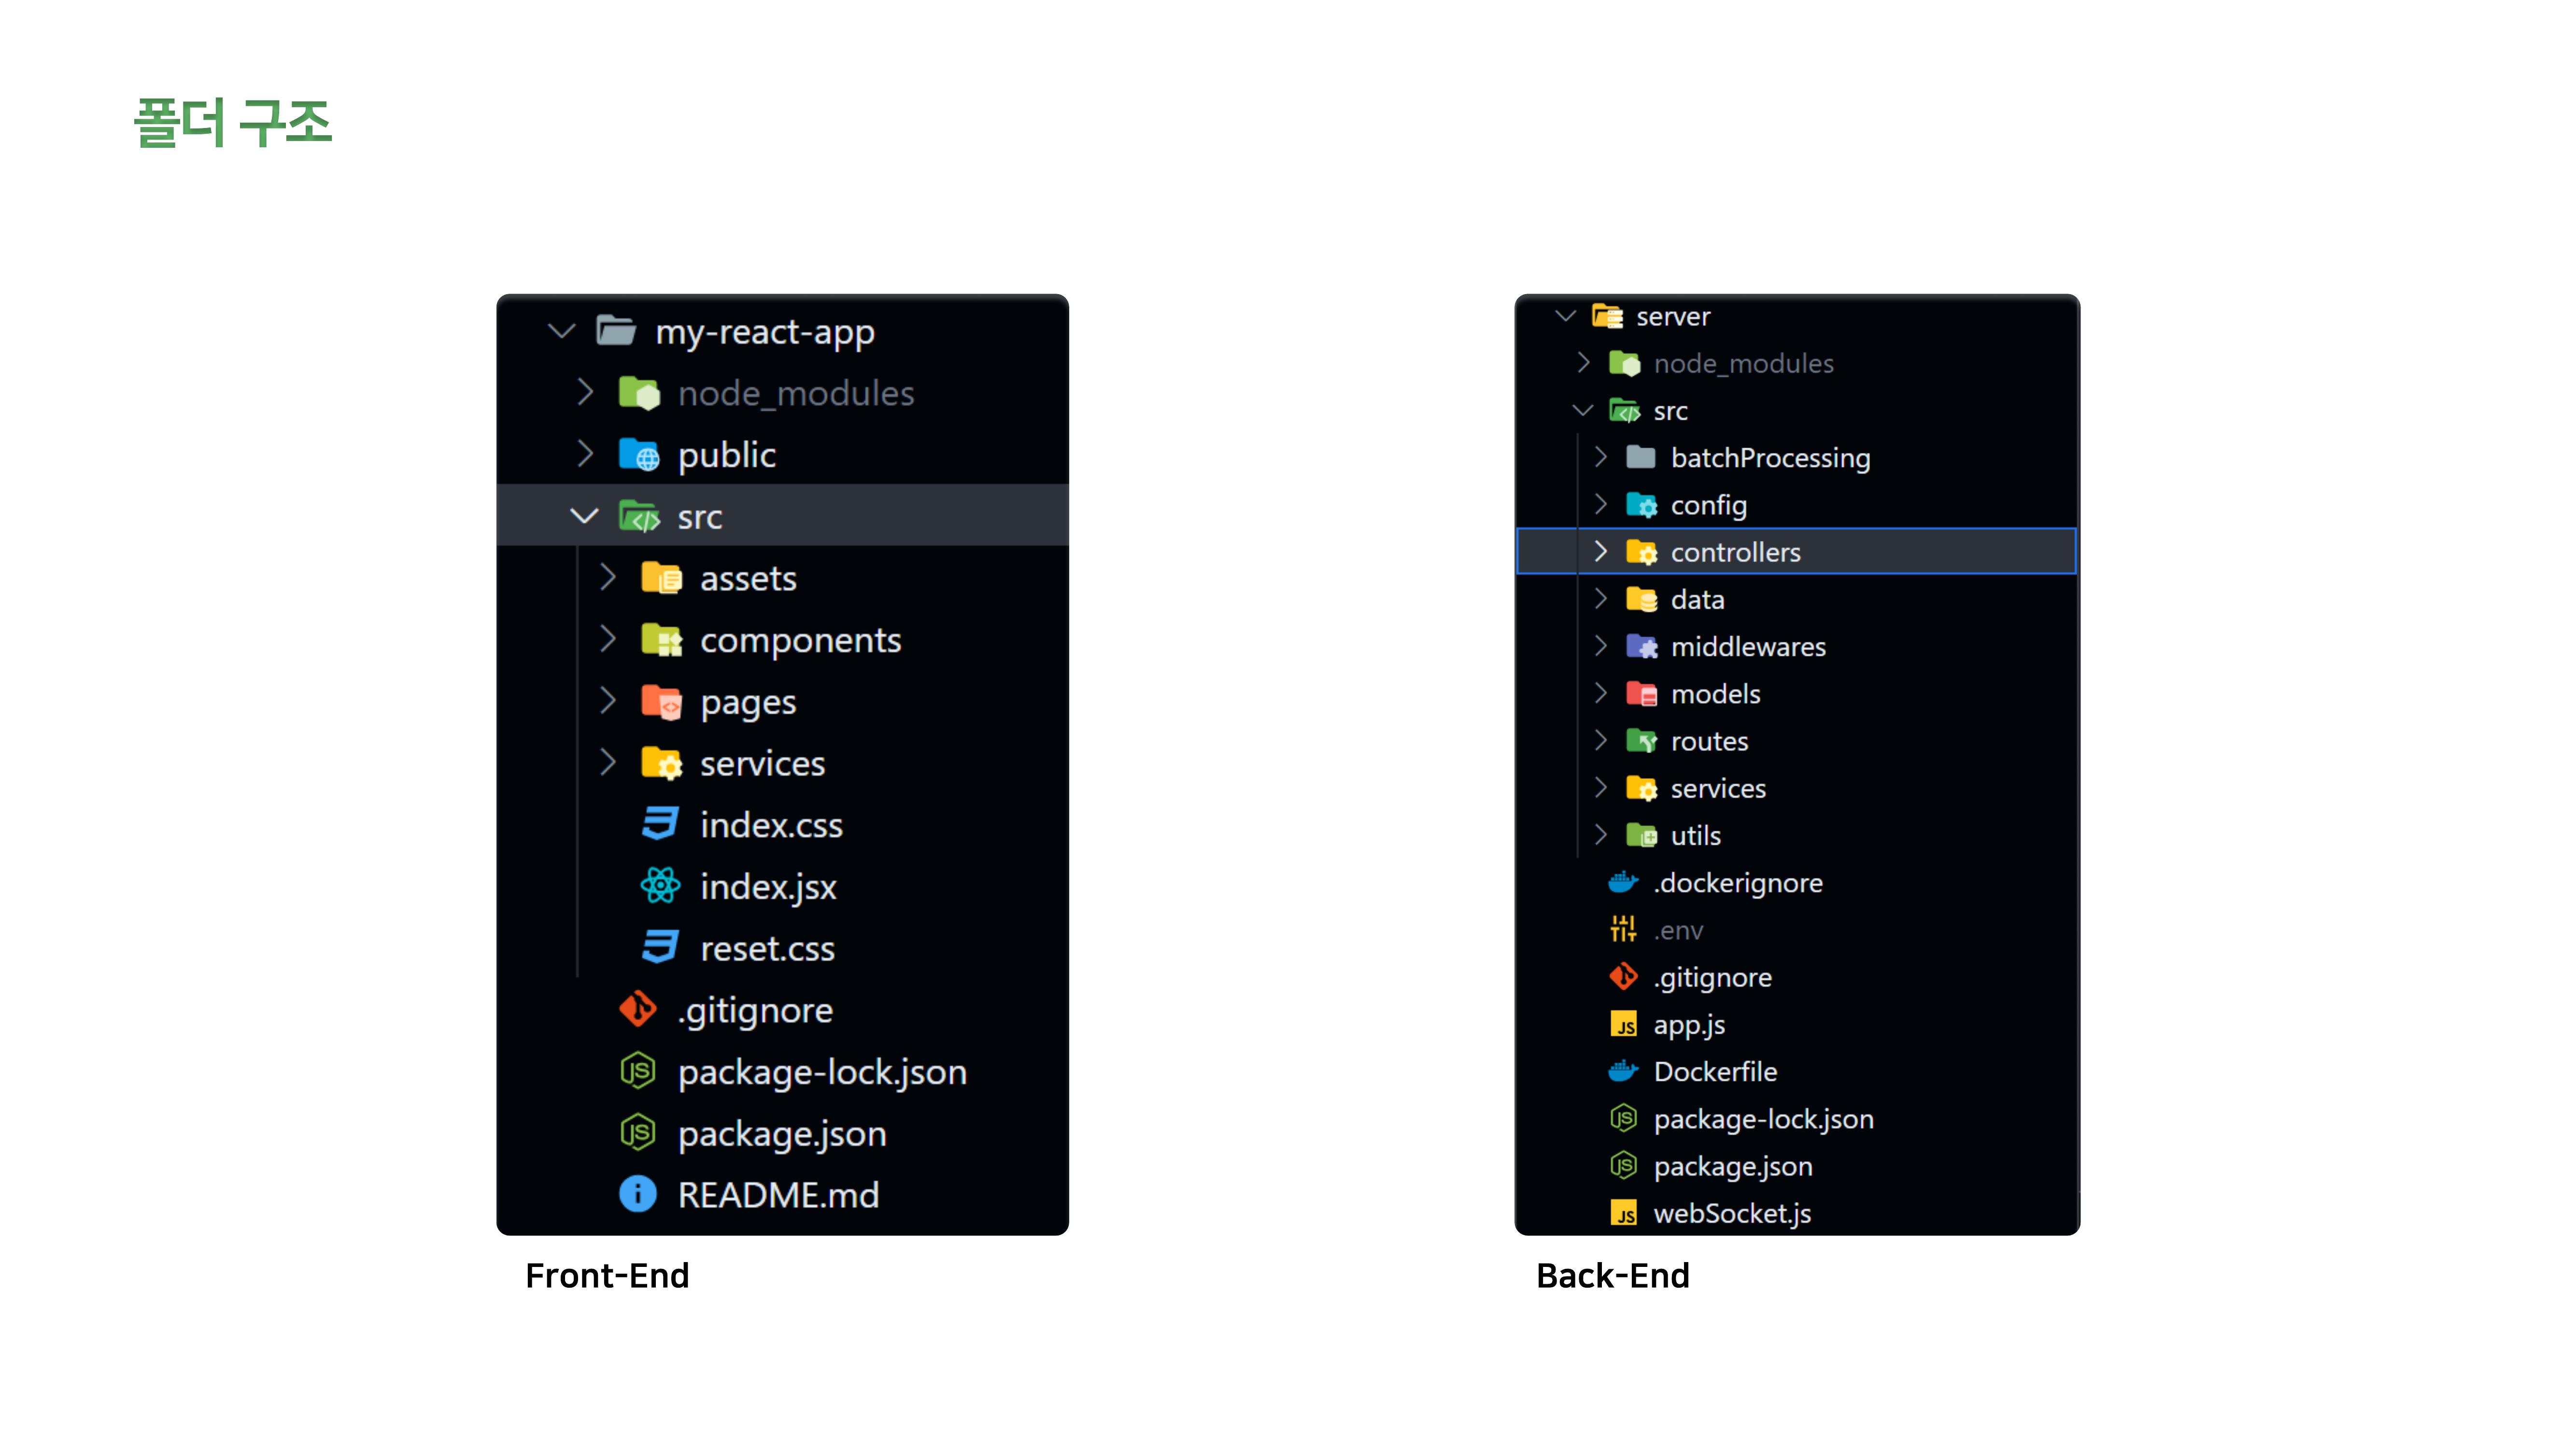 폴더 구조
my-react-app
node_modules
public
src
assets
components
pages
services
index.css
index.jsx
reset.css
.gitignore
package-lock.json
package.json
README.md
Front-End
server
node_modules
src
batchProcessing
config
controllers
data
middlewares
models
routes
services
utils
.dockerignore
.env
.gitignore
app.js
Dockerfile
package-lock.json
package.json
webSocket.js
Back-End